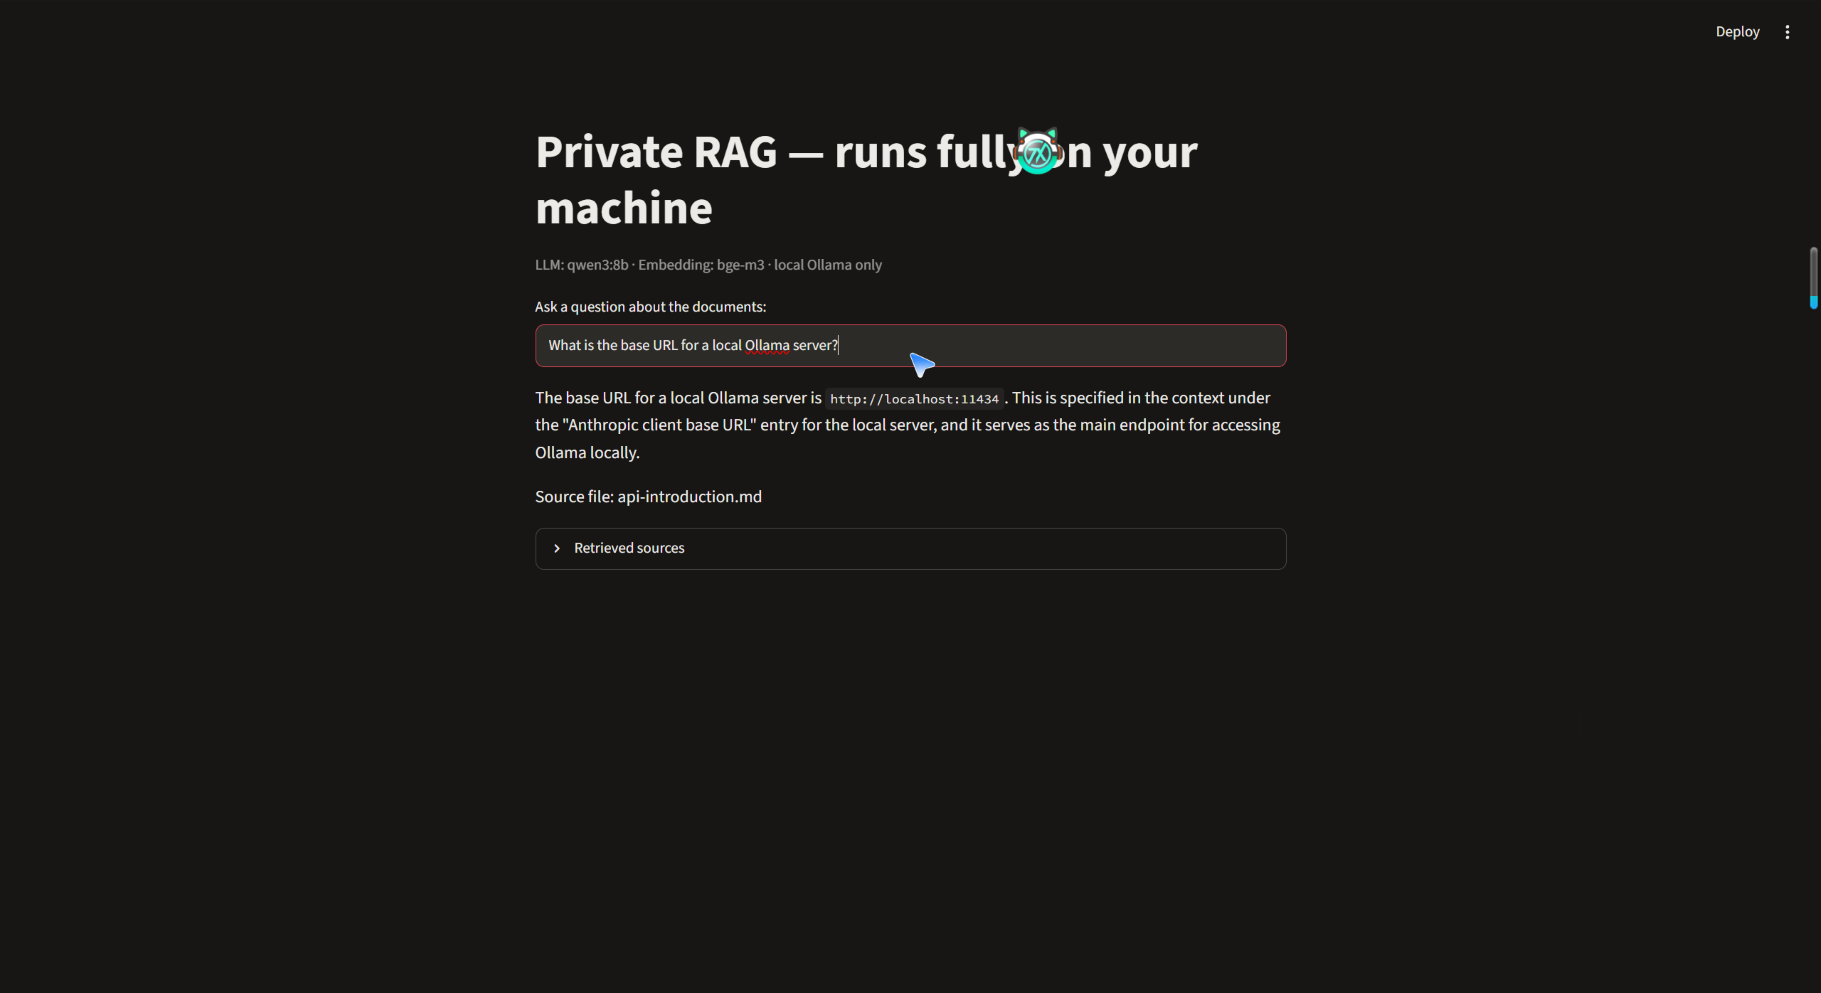 Deploy
Private RAG — runs fully on your
machine
LLM: qwen3:8b · Embedding: bge-m3 · local Ollama only
Ask a question about the documents:
What is the base URL for a local Ollama server?
The base URL for a local Ollama server is http://localhost:11434. This is specified in the context under
the "Anthropic client base URL" entry for the local server, and it serves as the main endpoint for accessing
Ollama locally.
Source file: api-introduction.md
Retrieved sources